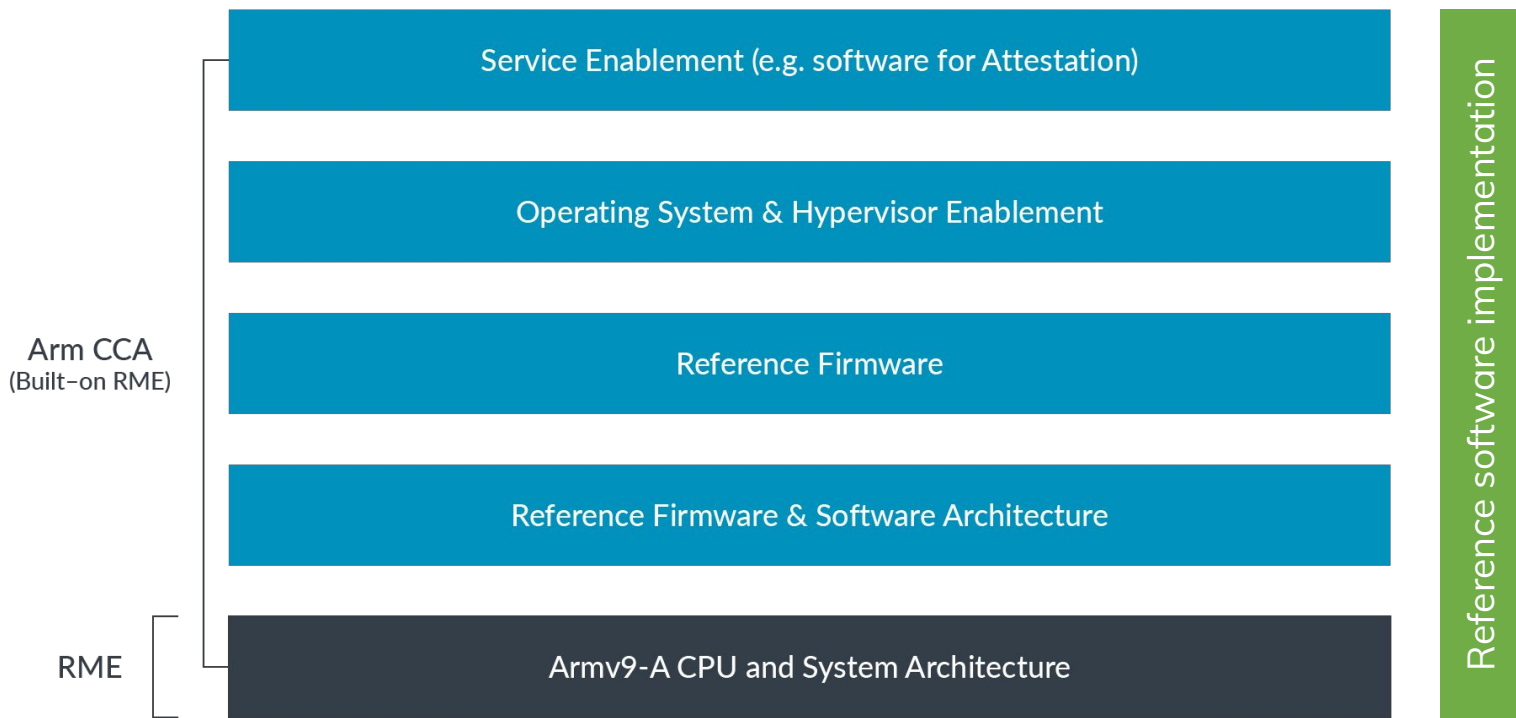 Service Enablement (e.g. software for Attestation)
Operating System & Hypervisor Enablement
Arm CCA
(Built–on RME)
Reference Firmware
Reference Firmware & Software Architecture
RME
Armv9-A CPU and System Architecture
Reference software implementation